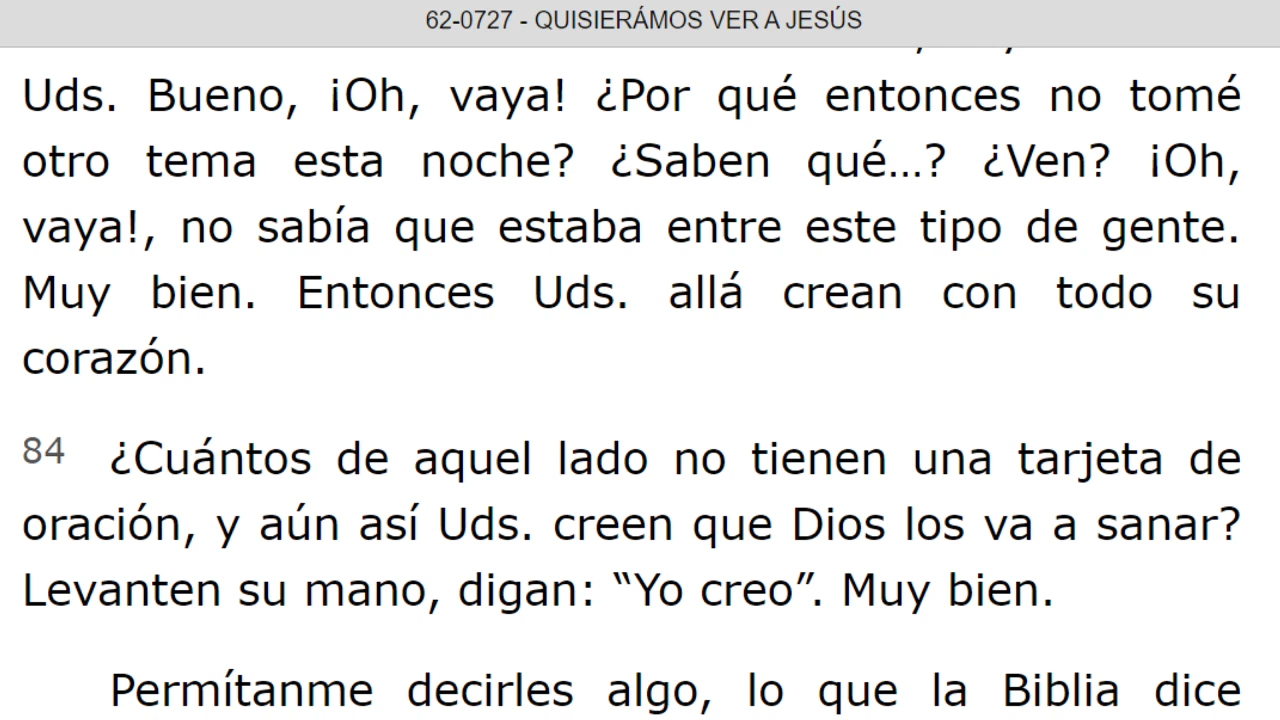 62-0727 - QUISIERÁMOS VER A JESÚS
Uds. Bueno, ¡Oh, vaya! ¿Por qué entonces no tomé
otro tema esta noche? ¿Saben qué...? ¿Ven? ¡Oh,
vaya!, no sabía que estaba entre este tipo de gente.
Muy bien. Entonces Uds. allá crean con todo su
corazón.
84 ¿Cuántos de aquel lado no tienen una tarjeta de
oración, y aún así Uds. creen que Dios los va a sanar?
Levanten su mano, digan: “Yo creo”. Muy bien.
Permítanme decirles algo, lo que la Biblia dice